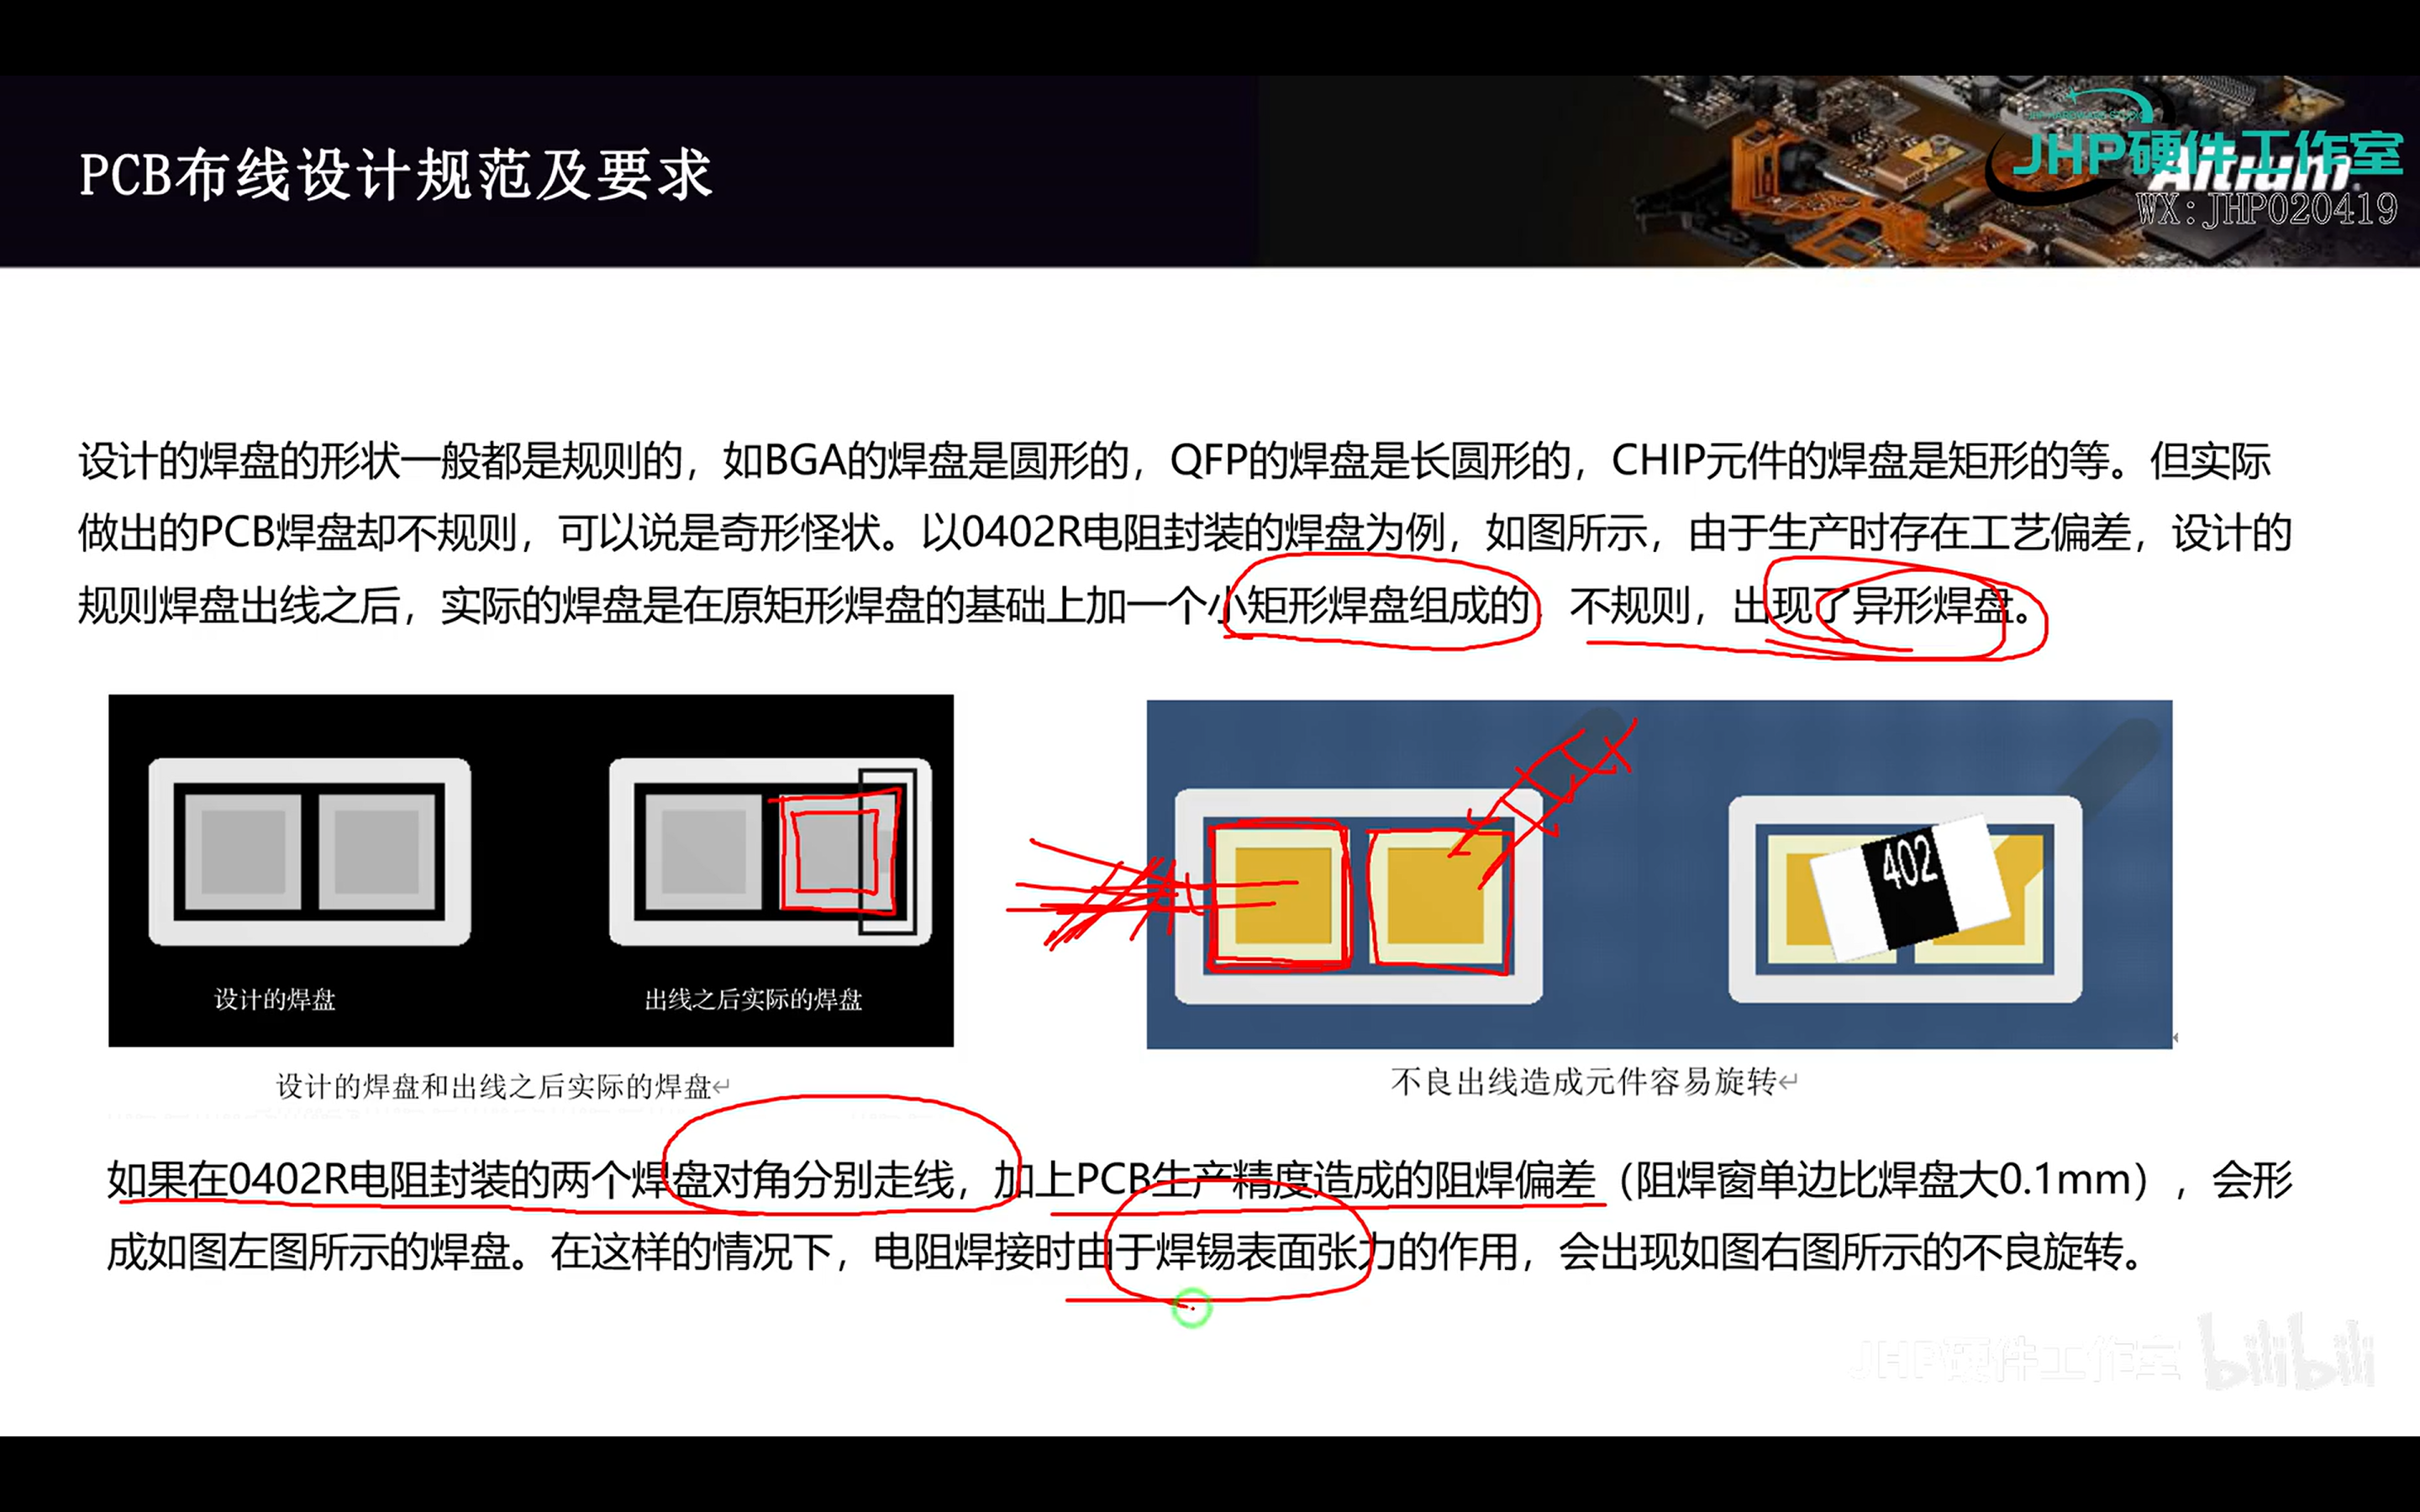 PCB布线设计规范及要求
JHP硬件工作室
Altium
WX:JHP020419
设计的焊盘的形状一般都是规则的，如BGA的焊盘是圆形的，QFP的焊盘是长圆形的，CHIP元件的焊盘是矩形的等。但实际
做出的PCB焊盘却不规则，可以说是奇形怪状。以0402R电阻封装的焊盘为例，如图所示，由于生产时存在工艺偏差，设计的
规则焊盘出线之后，实际的焊盘是在原矩形焊盘的基础上加一个小矩形焊盘组成的 不规则，出现了异形焊盘。
402
设计的焊盘
出线之后实际的焊盘
设计的焊盘和出线之后实际的焊盘↵
不良出线造成元件容易旋转↵
如果在0402R电阻封装的两个焊盘对角分别走线，加上PCB生产精度造成的阻焊偏差（阻焊窗单边比焊盘大0.1mm），会形
成如图左图所示的焊盘。在这样的情况下，电阻焊接时由于焊锡表面张力的作用，会出现如图右图所示的不良旋转。
JHP硬件工作室 bilibili